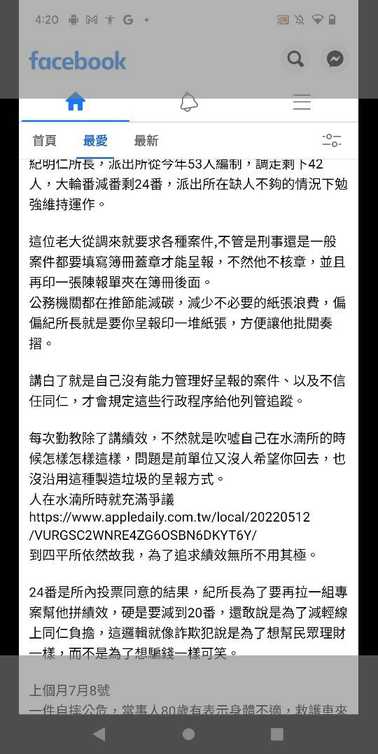 4:20
facebook
首頁 最愛 最新
紀明仁所長，派出所從今年53人編制，調走剩下42
人，大輪番減番剩24番，派出所在缺人不夠的情況下勉
強維持運作。
這位老大從調來就要求各種案件,不管是刑事還是一般
案件都要填寫簿冊蓋章才能呈報，不然他不核章，並且
再印一張陳報單夾在簿冊後面。
公務機關都在推節能減碳，減少不必要的紙張浪費，偏
偏紀所長就是要你呈報印一堆紙張，方便讓他批閱奏
摺。
講白了就是自己沒有能力管理好呈報的案件、以及不信
任同仁，才會規定這些行政程序給他列管追蹤。
每次勤教除了講績效，不然就是吹噓自己在水湳所的時
候怎樣怎樣這樣，問題是前單位又沒人希望你回去，也
沒沿用這種製造垃圾的呈報方式。
人在水湳所時就充滿爭議
https://www.appledaily.com.tw/local/20220512
/VURGSC2WNRE4ZG6OSBN6DKYT6Y/
到四平所依然故我，為了追求績效無所不用其極。
24番是所內投票同意的結果，紀所長為了要再拉一組專
案幫他拼績效，硬是要減到20番，還敢說是為了減輕線
上同仁負擔，這邏輯就像詐欺犯說是為了想幫民眾理財
一樣，而不是為了想騙錢一樣可笑。
上個月7月8號
一件自摔公危，當事人80歲有表示身體不適，救護車來